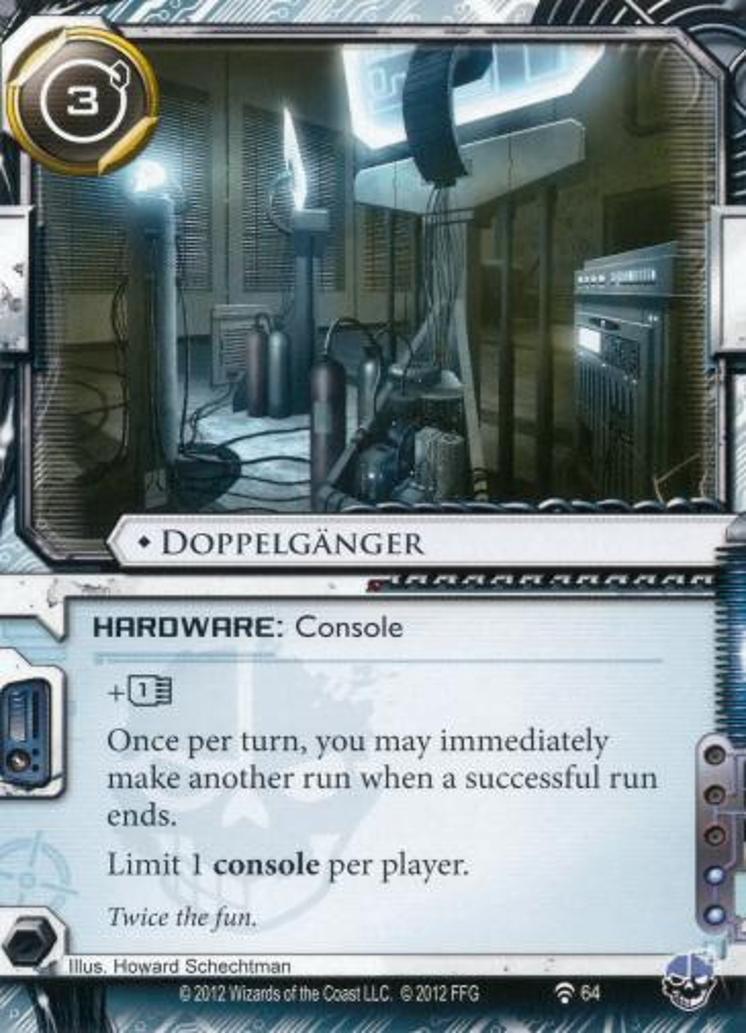 3
◆ DOPPELGÄNGER
HARDWARE: Console
+1
Once per turn, you may immediately
make another run when a successful run
ends.
Limit 1 console per player.
Twice the fun.
Illus. Howard Schechtman
© 2012 Wizards of the Coast LLC. © 2012 FFG 64